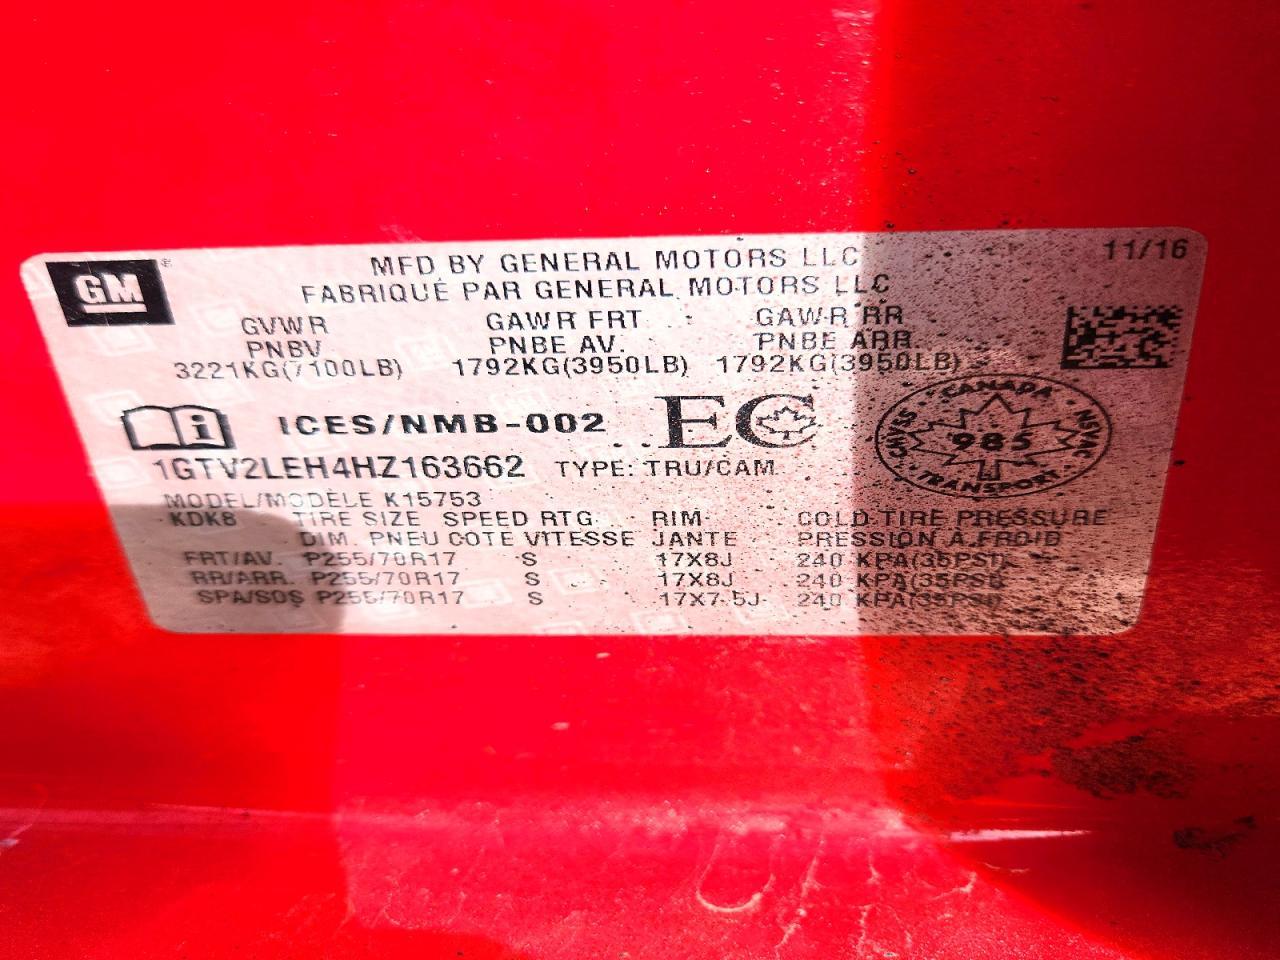 GM
MFD BY GENERAL MOTORS LLC 11/16
FABRIQUÉ PAR GENERAL MOTORS LLC
GVWR GAWR FRT GAWR RR
PNBV PNBE AV. PNBE ARR.
3221KG(7100LB) 1792KG(3950LB) 1792KG(3950LB)
i ICES/NMB-002 EC
CANADA
CMVSS 985 NSVAC
TRANSPORT
1GTV2LEH4HZ163662 TYPE: TRU/CAM
MODEL/MODÈLE K15753
KDK8 TIRE SIZE SPEED RTG RIM COLD TIRE PRESSURE
DIM. PNEU COTE VITESSE JANTE PRESSION À FROID
FRT/AV. P255/70R17 S 17X8J 240 KPA(35PSI)
RR/ARR. P255/70R17 S 17X8J 240 KPA(35PSI)
SPA/SOS P255/70R17 S 17X7.5J 240 KPA(35PSI)